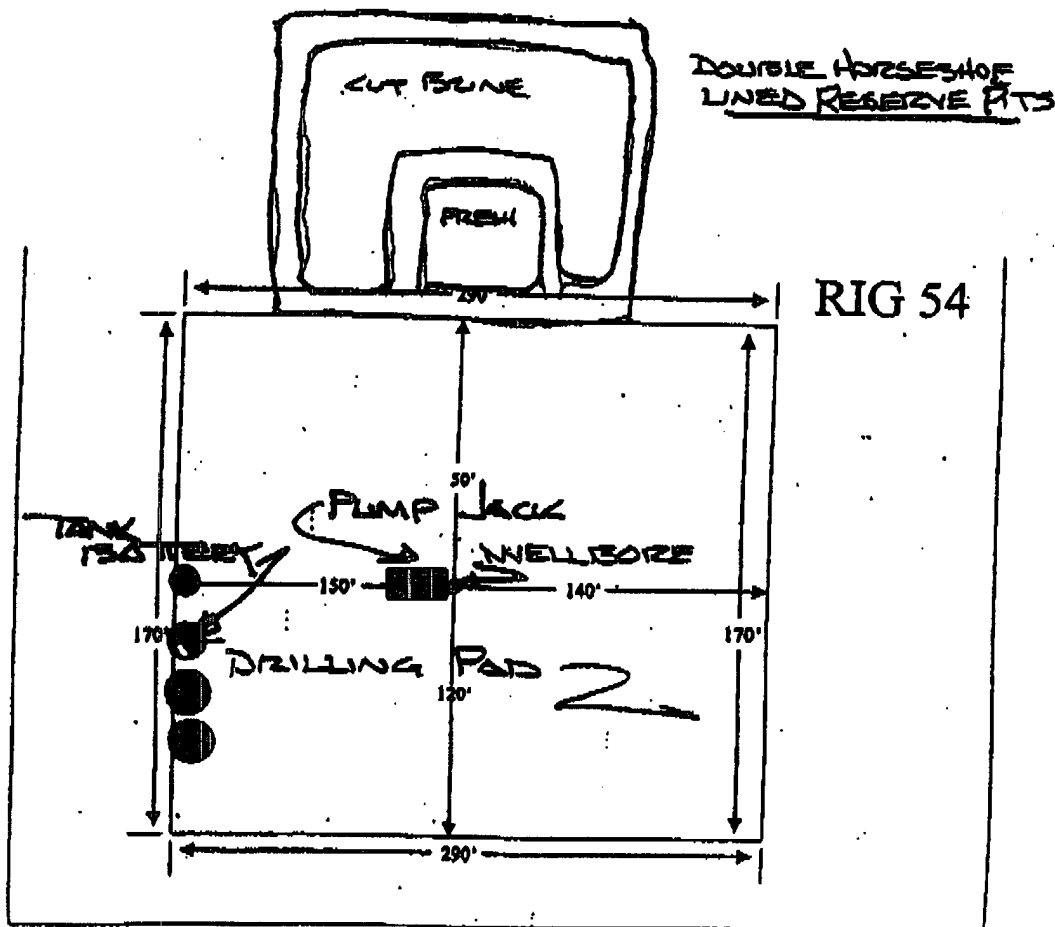 DOUBLE HORSESHOE
LINED RESERVE PITS
CUT BRINE
FRESH
290'
RIG 54
50'
PUMP JACK
TANK
BATTERY
WELLBORE
150'
140'
170'
170'
DRILLING PAD
120'
290'